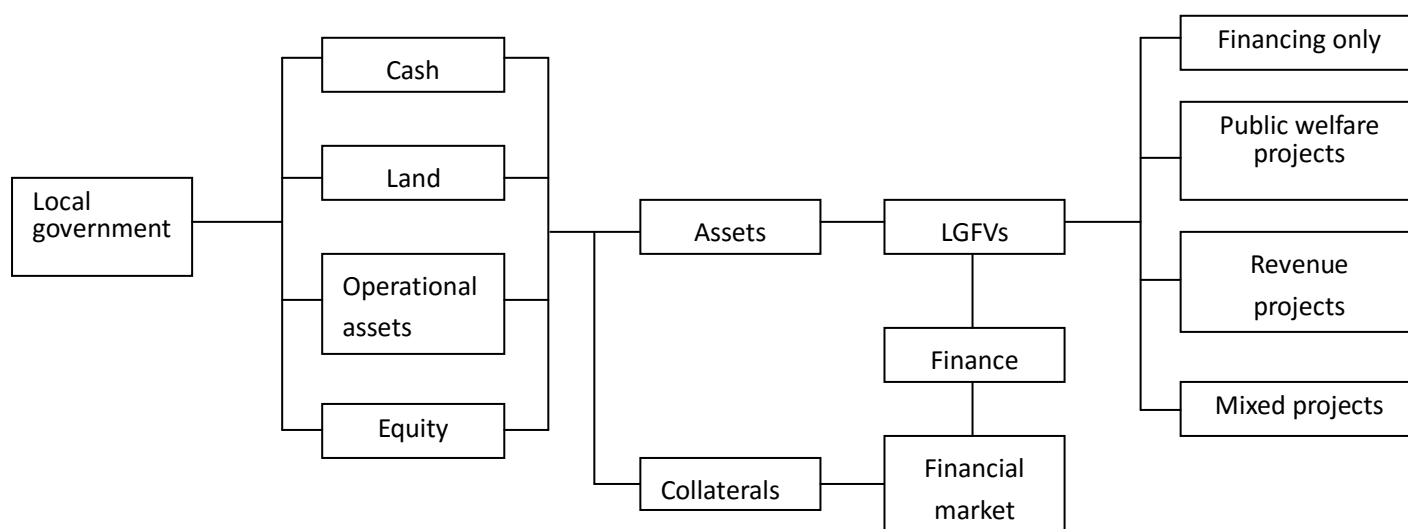 Local
government
Cash
Land
Operational
assets
Equity
Assets
Collaterals
LGFVs
Finance
Financial
market
Financing only
Public welfare
projects
Revenue
projects
Mixed projects